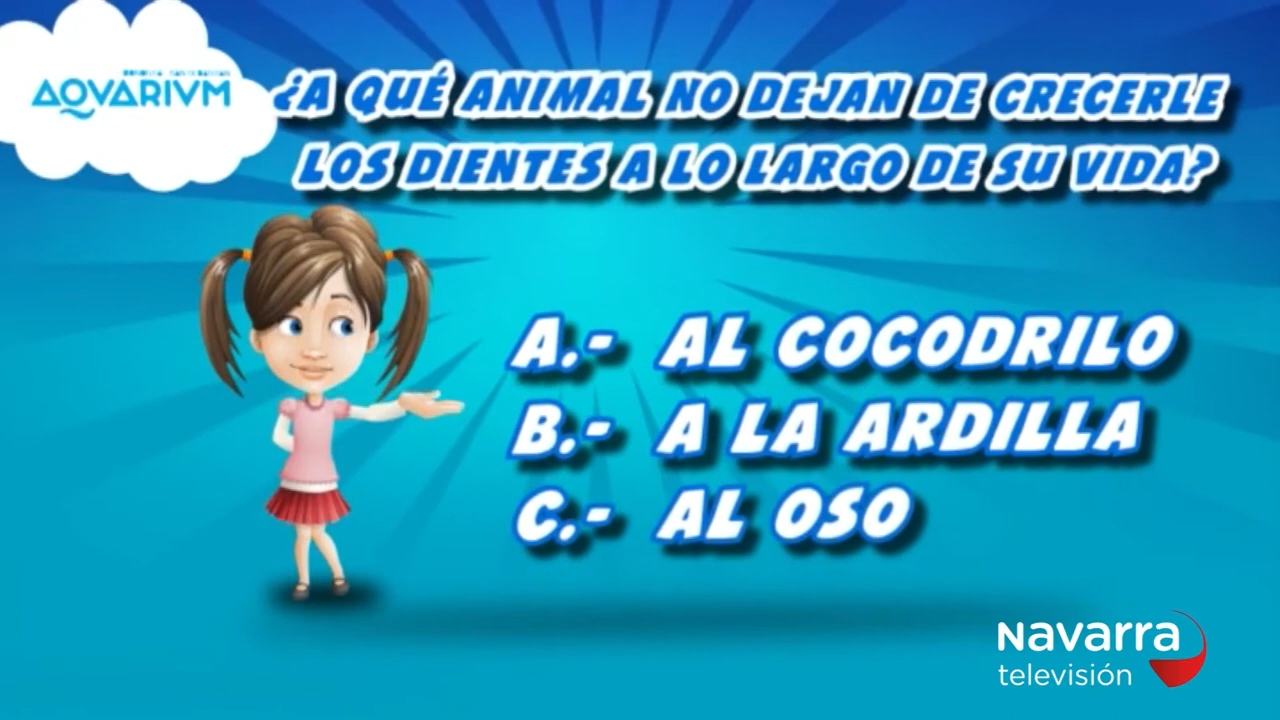 AQVARIVM
¿A QUÉ ANIMAL NO DEJAN DE CRECERLE
LOS DIENTES A LO LARGO DE SU VIDA?
A.- AL COCODRILO
B.- A LA ARDILLA
C.- AL OSO
Navarra
televisión